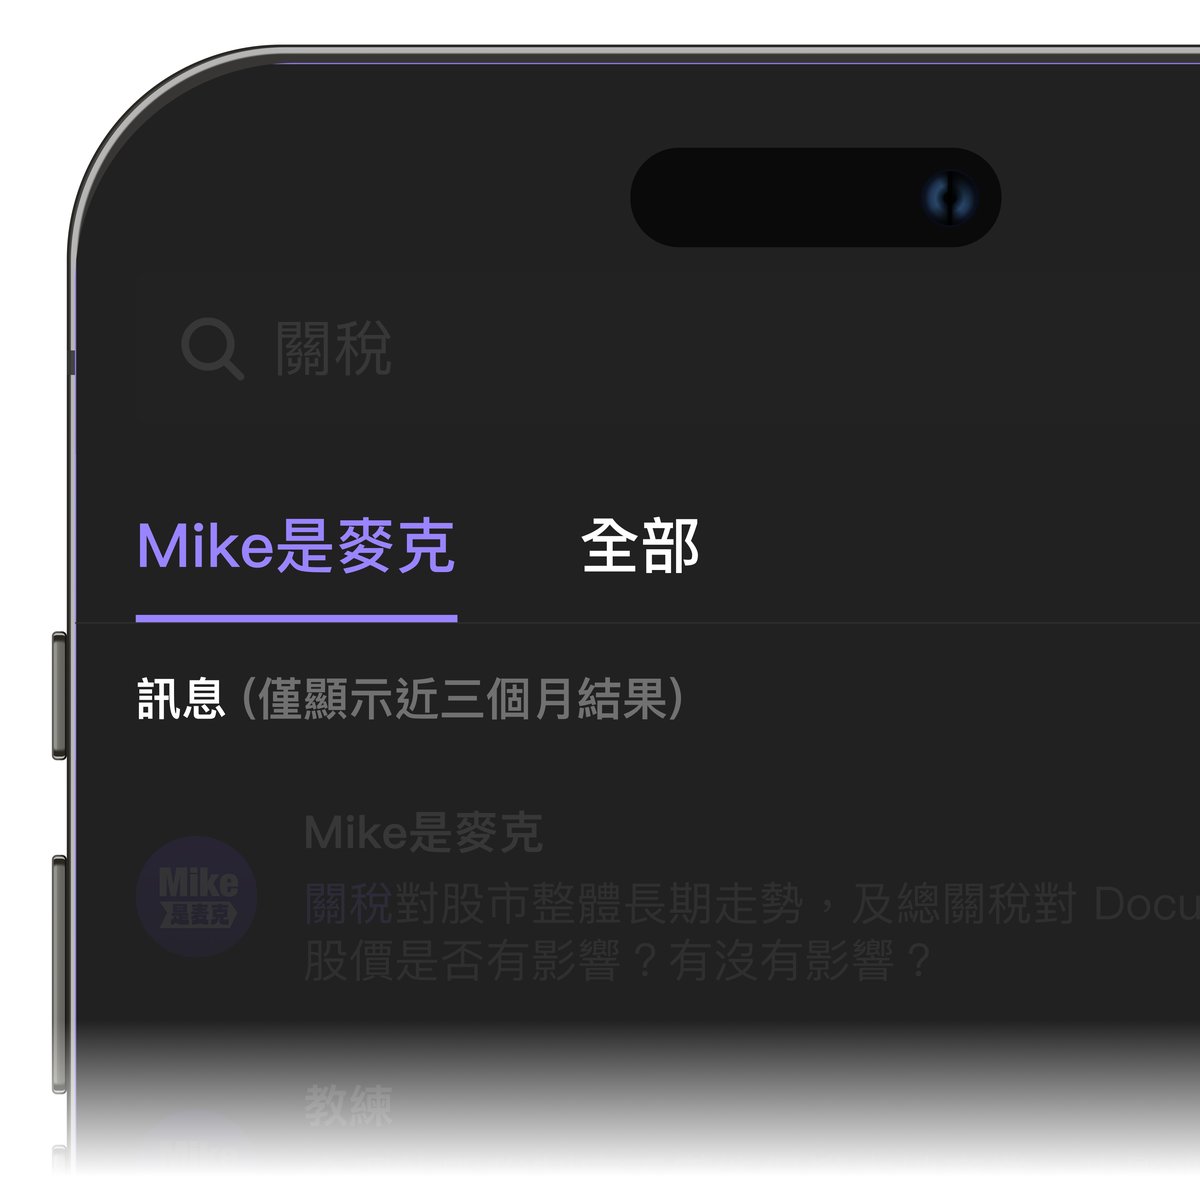 關稅
Mike是麥克 全部
訊息 (僅顯示近三個月結果)
Mike是麥克
Mike
是麥克
關稅對股市整體長期走勢，及總關稅對 Docu
股價是否有影響？有沒有影響？
教練
Mike